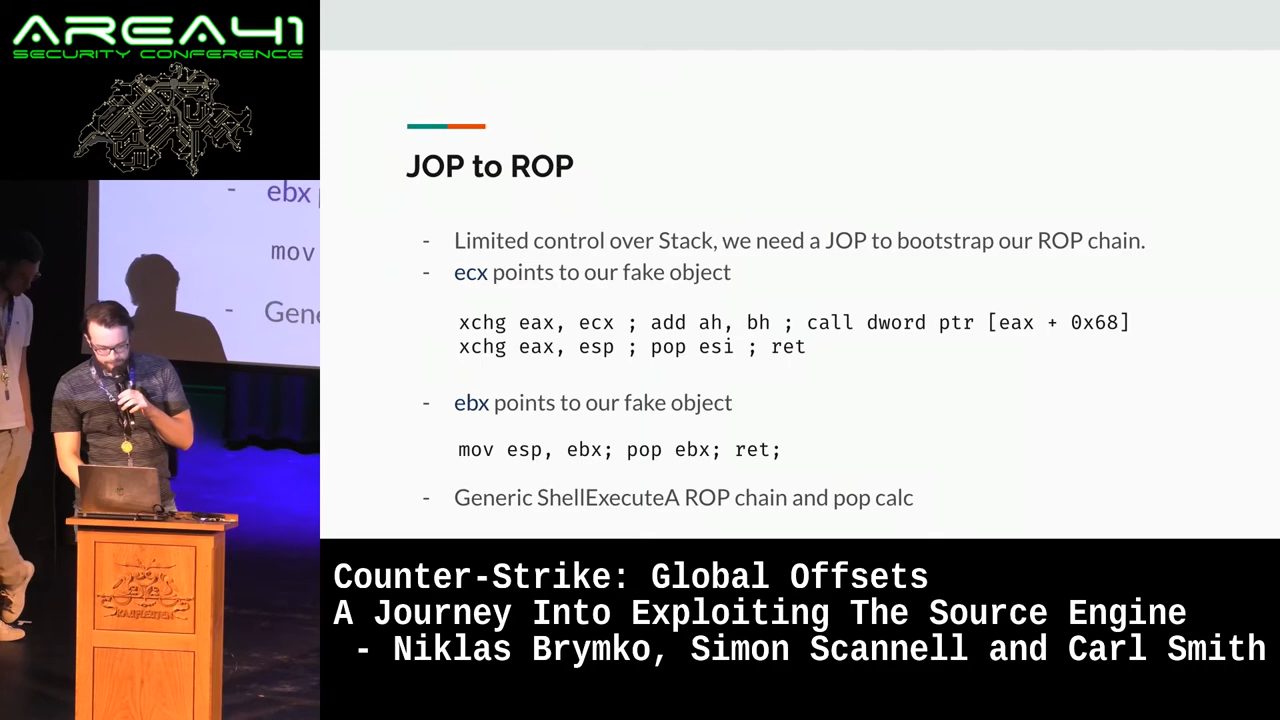 AREA41
SECURITY CONFERENCE
- ebx
mov
- Gene
JOP to ROP
- Limited control over Stack, we need a JOP to bootstrap our ROP chain.
- ecx points to our fake object
xchg eax, ecx ; add ah, bh ; call dword ptr [eax + 0x68]
xchg eax, esp ; pop esi ; ret
- ebx points to our fake object
mov esp, ebx; pop ebx; ret;
- Generic ShellExecuteA ROP chain and pop calc
KAUFLEUTEN
Counter-Strike: Global Offsets
A Journey Into Exploiting The Source Engine
- Niklas Brymko, Simon Scannell and Carl Smith